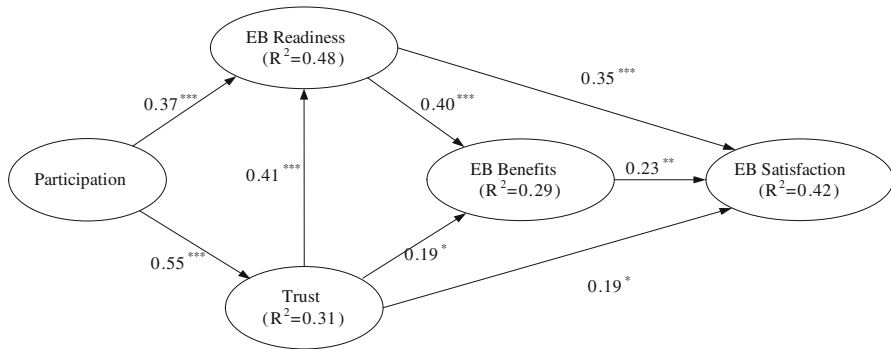 EB Readiness
(R²=0.48)
0.35***
0.37***
0.40***
0.41***
Participation
EB Benefits
(R²=0.29)
0.23**
EB Satisfaction
(R²=0.42)
0.55***
0.19*
0.19*
Trust
(R²=0.31)